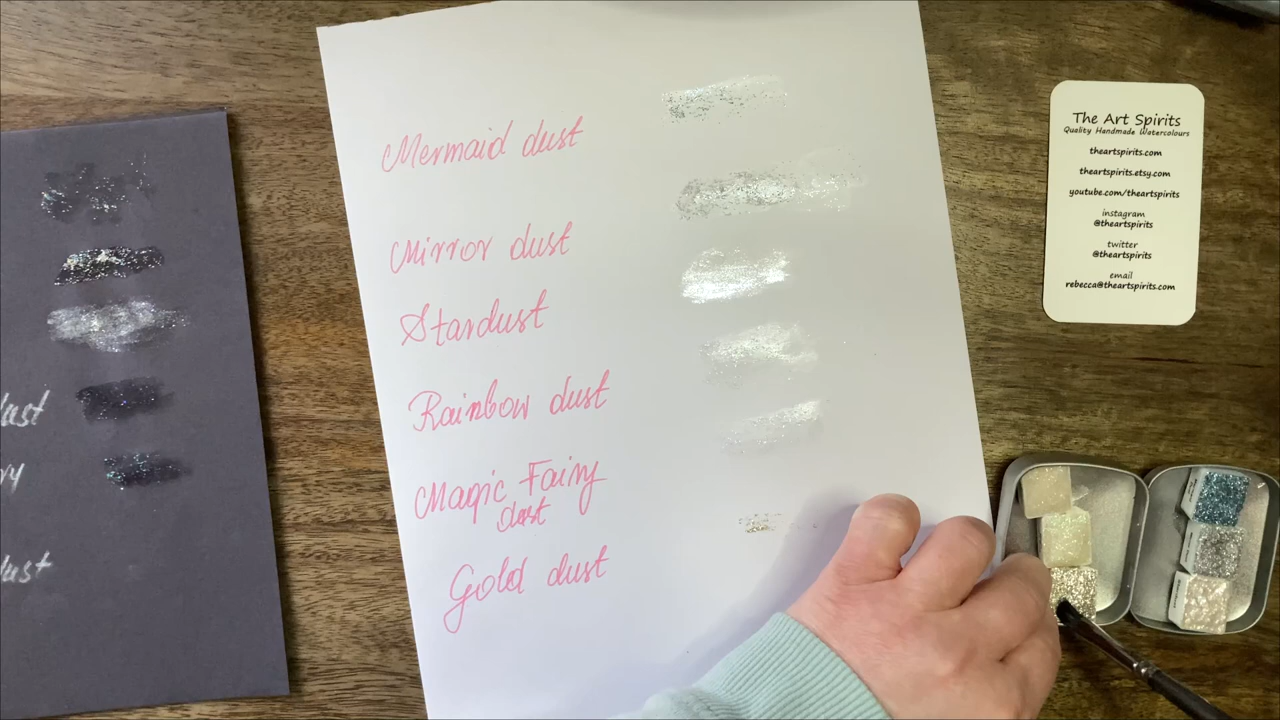 Mermaid dust
Mirror dust
Stardust
Rainbow dust
Magic Fairy
dust
Gold dust
The Art Spirits
Quality Handmade Watercolours
theartspirits.com
theartspirits.etsy.com
youtube.com/theartspirits
instagram
@theartspirits
twitter
@theartspirits
email
rebecca@theartspirits.com